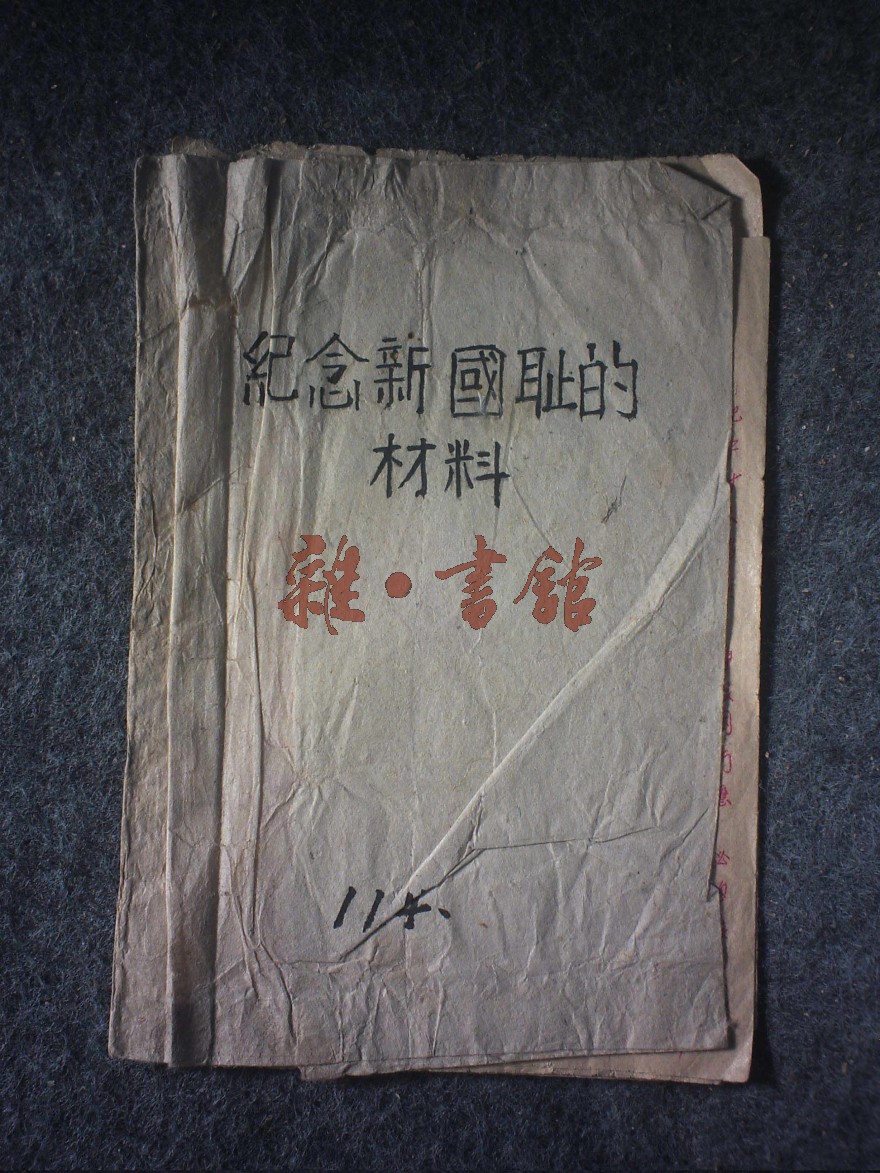 紀念新國耻的
材料
雜·書館
114.